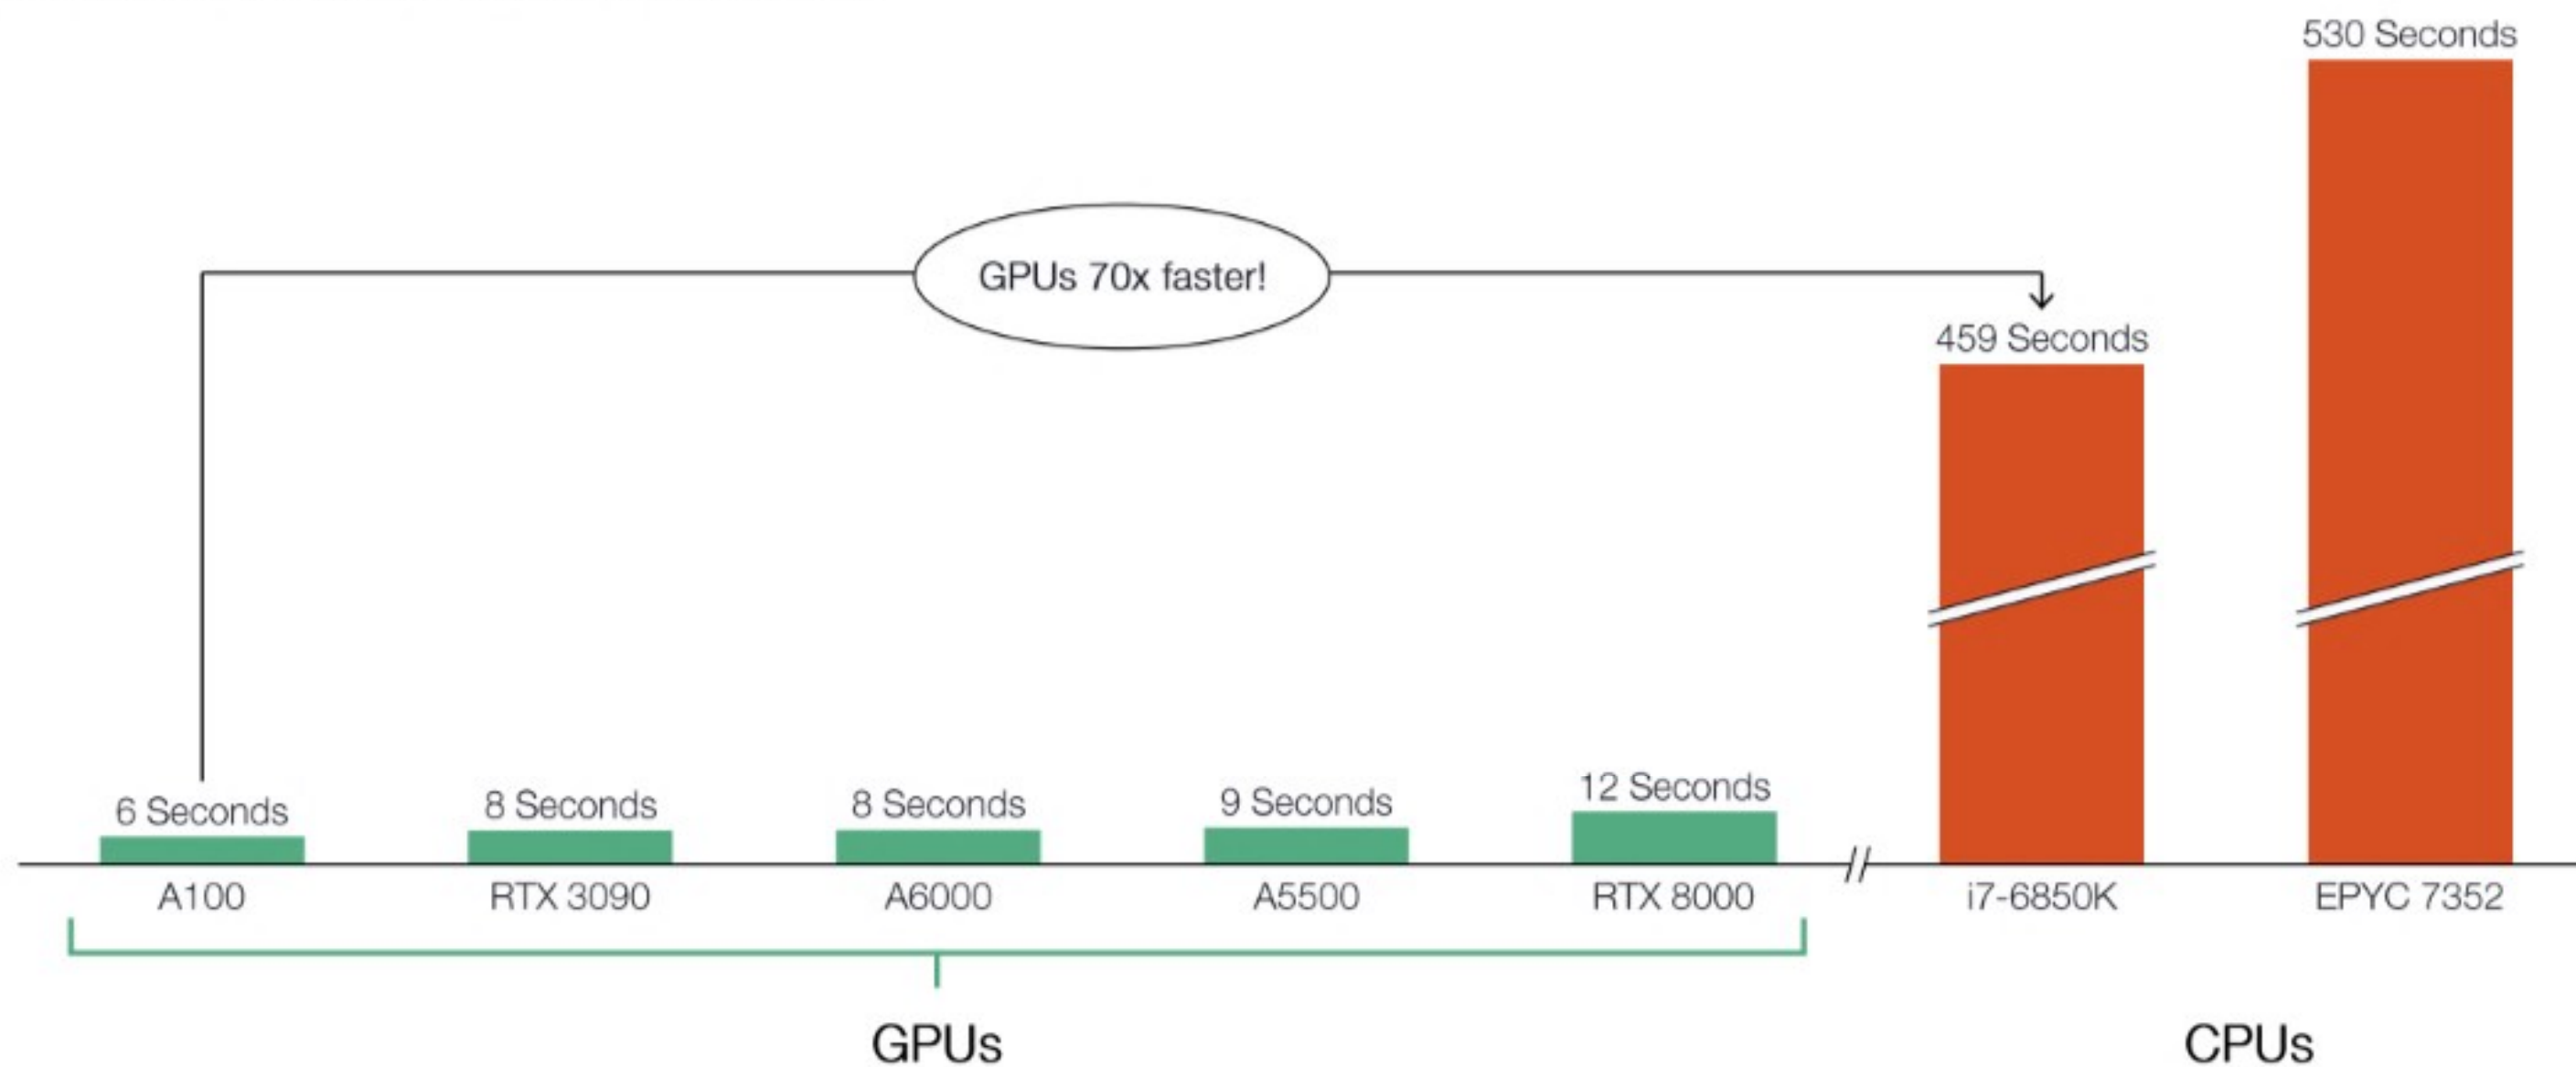 530 Seconds
GPUs 70x faster!
459 Seconds
6 Seconds
8 Seconds
8 Seconds
9 Seconds
12 Seconds
A100
RTX 3090
A6000
A5500
RTX 8000
i7-6850K
EPYC 7352
GPUs
CPUs